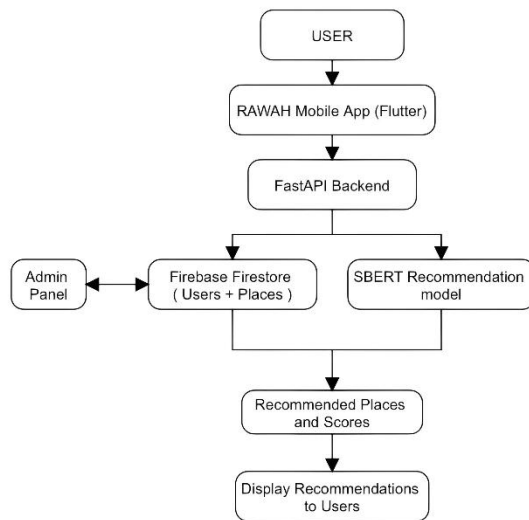 USER
RAWAH Mobile App (Flutter)
FastAPI Backend
Admin
Panel
Firebase Firestore
( Users + Places )
SBERT Recommendation
model
Recommended Places
and Scores
Display Recommendations
to Users